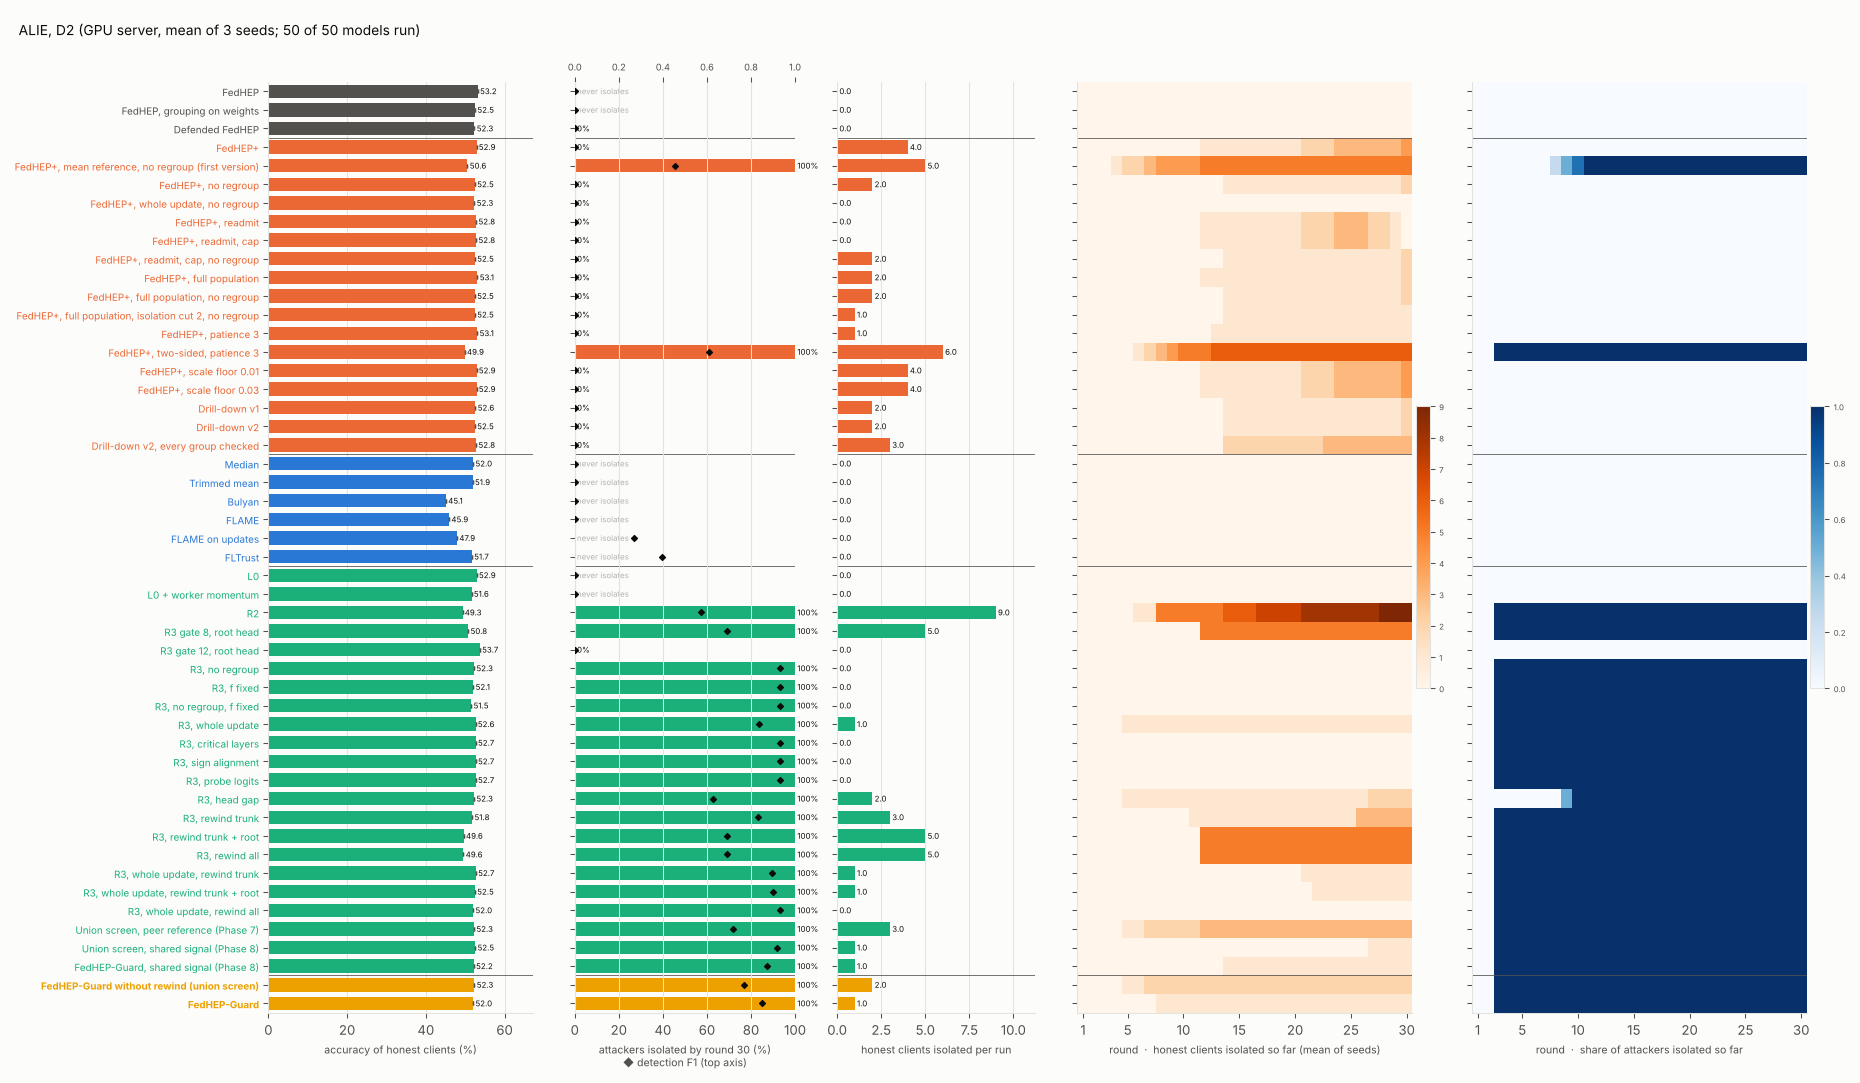 ALIE, D2 (GPU server, mean of 3 seeds; 50 of 50 models run)
0.0 0.2 0.4 0.6 0.8 1.0
FedHEP 53.2 never isolates 0.0
FedHEP, grouping on weights 52.5 never isolates 0.0
Defended FedHEP 52.3 0% 0.0
FedHEP+ 52.9 0% 4.0
FedHEP+, mean reference, no regroup (first version) 50.6 100% 5.0
FedHEP+, no regroup 52.5 0% 2.0
FedHEP+, whole update, no regroup 52.3 0% 0.0
FedHEP+, readmit 52.8 0% 0.0
FedHEP+, readmit, cap 52.8 0% 0.0
FedHEP+, readmit, cap, no regroup 52.5 0% 2.0
FedHEP+, full population 53.1 0% 2.0
FedHEP+, full population, no regroup 52.5 0% 2.0
FedHEP+, full population, isolation cut 2, no regroup 52.5 0% 1.0
FedHEP+, patience 3 53.1 0% 1.0
FedHEP+, two-sided, patience 3 49.9 100% 6.0
FedHEP+, scale floor 0.01 52.9 0% 4.0
FedHEP+, scale floor 0.03 52.9 0% 4.0
Drill-down v1 52.6 0% 2.0
Drill-down v2 52.5 0% 2.0
Drill-down v2, every group checked 52.8 0% 3.0
Median 52.0 never isolates 0.0
Trimmed mean 51.9 never isolates 0.0
Bulyan 45.1 never isolates 0.0
FLAME 45.9 never isolates 0.0
FLAME on updates 47.9 never isolates 0.0
FLTrust 51.7 never isolates 0.0
L0 52.9 never isolates 0.0
L0 + worker momentum 51.6 never isolates 0.0
R2 49.3 100% 9.0
R3 gate 8, root head 50.8 100% 5.0
R3 gate 12, root head 53.7 0% 0.0
R3, no regroup 52.3 100% 0.0
R3, f fixed 52.1 100% 0.0
R3, no regroup, f fixed 51.5 100% 0.0
R3, whole update 52.6 100% 1.0
R3, critical layers 52.7 100% 0.0
R3, sign alignment 52.7 100% 0.0
R3, probe logits 52.7 100% 0.0
R3, head gap 52.3 100% 2.0
R3, rewind trunk 51.8 100% 3.0
R3, rewind trunk + root 49.6 100% 5.0
R3, rewind all 49.6 100% 5.0
R3, whole update, rewind trunk 52.7 100% 1.0
R3, whole update, rewind trunk + root 52.5 100% 1.0
R3, whole update, rewind all 52.0 100% 0.0
Union screen, peer reference (Phase 7) 52.3 100% 3.0
Union screen, shared signal (Phase 8) 52.5 100% 1.0
FedHEP-Guard, shared signal (Phase 8) 52.2 100% 1.0
FedHEP-Guard without rewind (union screen) 52.3 100% 2.0
FedHEP-Guard 52.0 100% 1.0
0 20 40 60
accuracy of honest clients (%)
0 20 40 60 80 100
attackers isolated by round 30 (%)
◆ detection F1 (top axis)
0.0 2.5 5.0 7.5 10.0
honest clients isolated per run
1 5 10 15 20 25 30
round · honest clients isolated so far (mean of seeds)
9
8
7
6
5
4
3
2
1
0
1 5 10 15 20 25 30
round · share of attackers isolated so far
1.0
0.8
0.6
0.4
0.2
0.0